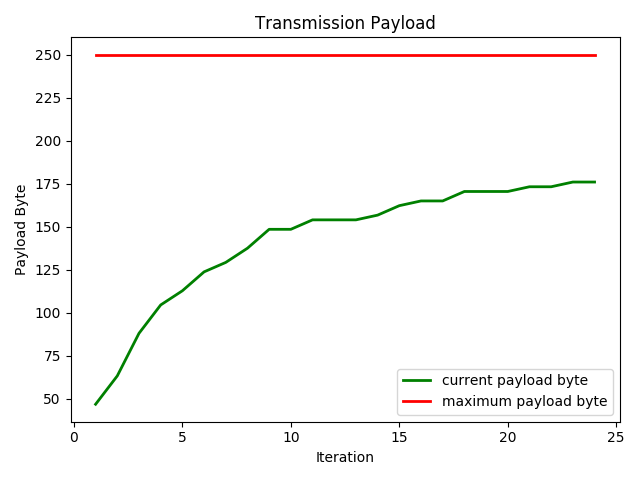 Transmission Payload
250
225
200
175
150
125
100
75
50
Payload Byte
current payload byte
maximum payload byte
0 5 10 15 20 25
Iteration